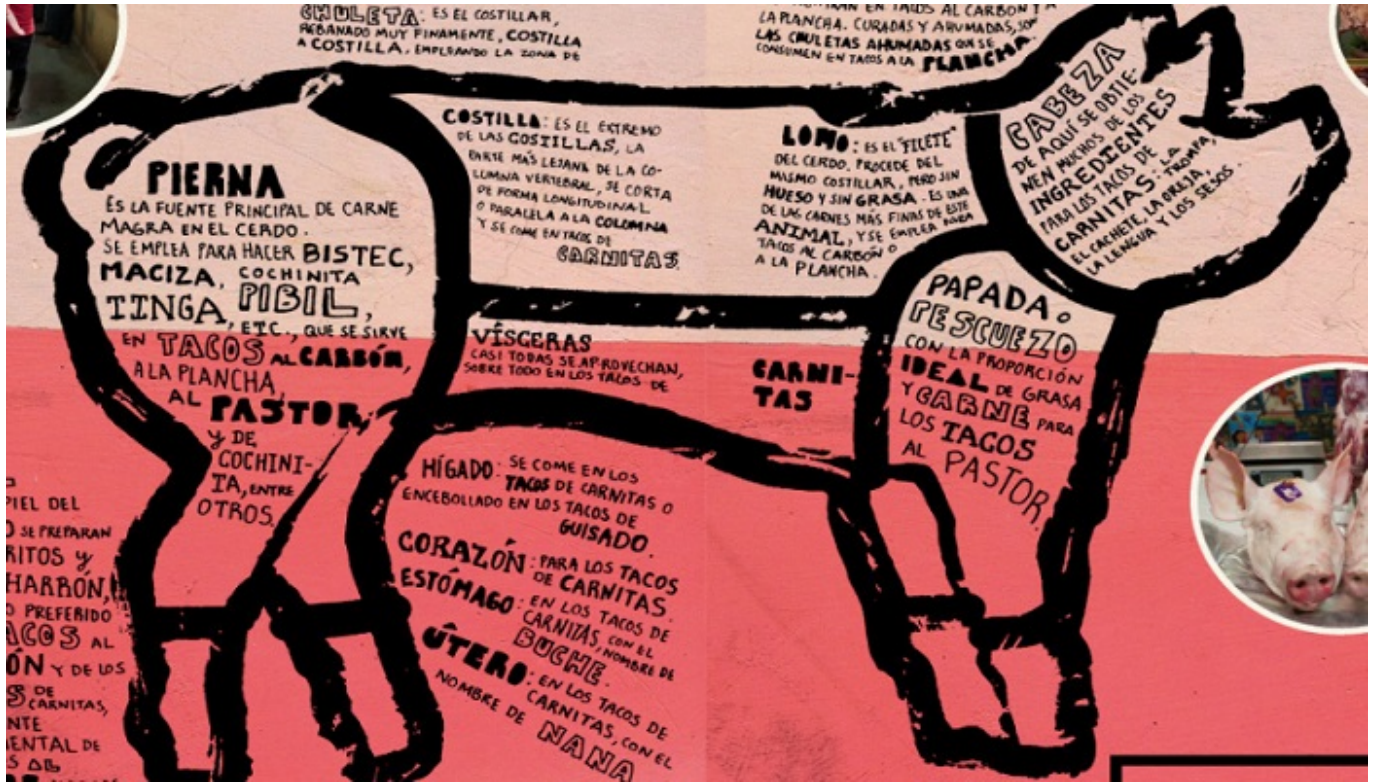 CHULETA: ES EL COSTILLAR,
REBANADO MUY FINAMENTE, COSTILLA
A COSTILLA, EMPLEANDO LA ZONA DE
EN TACOS AL CARBÓN Y A
LA PLANCHA. CURADAS Y AHUMADAS, SON
LAS CHULETAS AHUMADAS QUE SE
CONSUMEN EN TACOS A LA PLANCHA
PIERNA
ES LA FUENTE PRINCIPAL DE CARNE
MAGRA EN EL CERDO.
SE EMPLEA PARA HACER BISTEC,
MACIZA, COCHINITA
PIBIL,
TINGA, ETC., QUE SE SIRVE
EN TACOS AL CARBÓN,
A LA PLANCHA,
AL PASTOR
Y DE
COCHINI-
TA, ENTRE
OTROS.
COSTILLA: ES EL EXTREMO
DE LAS COSTILLAS, LA
PARTE MÁS LEJANA DE LA CO-
LUMNA VERTEBRAL, SE CORTA
DE FORMA LONGITUDINAL
O PARALELA A LA COLUMNA
Y SE COME EN TACOS DE
CARNITAS.
LOMO: ES EL "FILETE"
DEL CERDO. PROCEDE DEL
MISMO COSTILLAR, PERO SIN
HUESO Y SIN GRASA. ES UNA
DE LAS CARNES MÁS FINAS DE ESTE
ANIMAL, Y SE EMPLEA PARA
TACOS AL CARBÓN O
A LA PLANCHA.
CABEZA
DE AQUÍ SE OBTIE-
NEN MUCHOS DE LOS
INGREDIENTES
PARA LOS TACOS DE
CARNITAS: LA TROMPA,
EL CACHETE, LA OREJA,
LA LENGUA Y LOS SESOS.
PAPADA O
PESCUEZO
CON LA PROPORCIÓN
IDEAL DE GRASA
Y CARNE PARA
LOS TACOS
AL PASTOR.
VÍSCERAS
CASI TODAS SE APROVECHAN,
SOBRE TODO EN LOS TACOS DE
CARNI-
TAS
HÍGADO: SE COME EN LOS
TACOS DE CARNITAS O
ENCEBOLLADO EN LOS TACOS DE
GUISADO.
CORAZÓN: PARA LOS TACOS
DE CARNITAS.
ESTÓMAGO: EN LOS TACOS DE
CARNITAS, CON EL
NOMBRE DE
BUCHE.
ÚTERO: EN LOS TACOS DE
CARNITAS, CON EL
NOMBRE DE NANA
PIEL DEL
SE PREPARAN
Y
PREFERIDO
AL
Y DE LOS
DE
CARNITAS,
DE